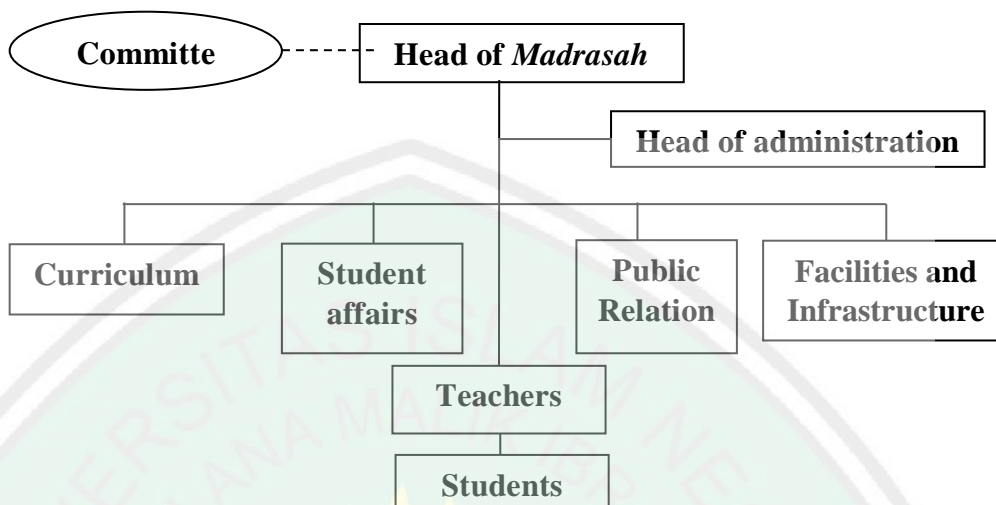 Committe
Head of Madrasah
Head of administration
Curriculum
Student
affairs
Public
Relation
Facilities and
Infrastructure
Teachers
Students